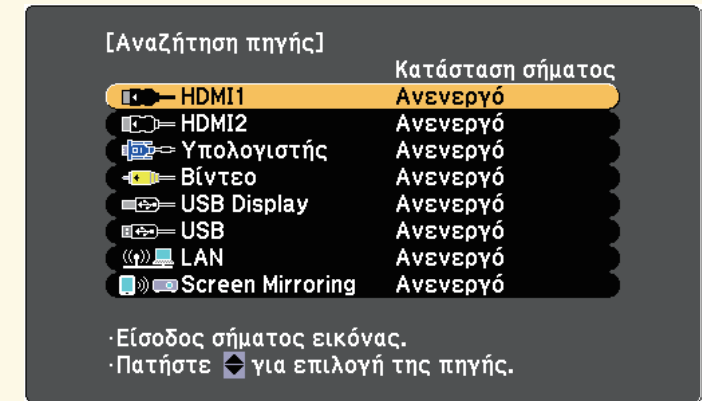 [Αναζήτηση πηγής]
Κατάσταση σήματος
HDMI1 Ανενεργό
HDMI2 Ανενεργό
Υπολογιστής Ανενεργό
Βίντεο Ανενεργό
USB Display Ανενεργό
USB Ανενεργό
LAN Ανενεργό
Screen Mirroring Ανενεργό
·Είσοδος σήματος εικόνας.
·Πατήστε για επιλογή της πηγής.